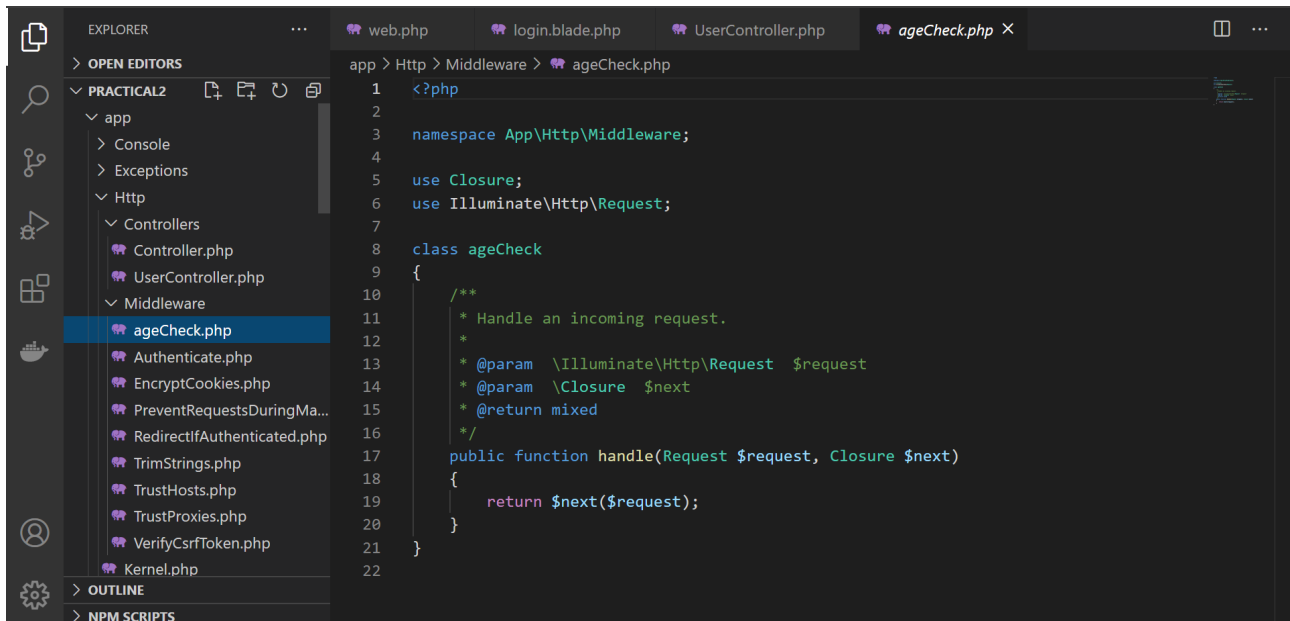 EXPLORER ...
OPEN EDITORS
PRACTICAL2
app
Console
Exceptions
Http
Controllers
Controller.php
UserController.php
Middleware
ageCheck.php
Authenticate.php
EncryptCookies.php
PreventRequestsDuringMa...
RedirectIfAuthenticated.php
TrimStrings.php
TrustHosts.php
TrustProxies.php
VerifyCsrfToken.php
Kernel.php
OUTLINE
NPM SCRIPTS
web.php login.blade.php UserController.php ageCheck.php
app > Http > Middleware > ageCheck.php
1 <?php
2
3 namespace App\Http\Middleware;
4
5 use Closure;
6 use Illuminate\Http\Request;
7
8 class ageCheck
9 {
10 /**
11 * Handle an incoming request.
12 *
13 * @param \Illuminate\Http\Request $request
14 * @param \Closure $next
15 * @return mixed
16 */
17 public function handle(Request $request, Closure $next)
18 {
19 return $next($request);
20 }
21 }
22